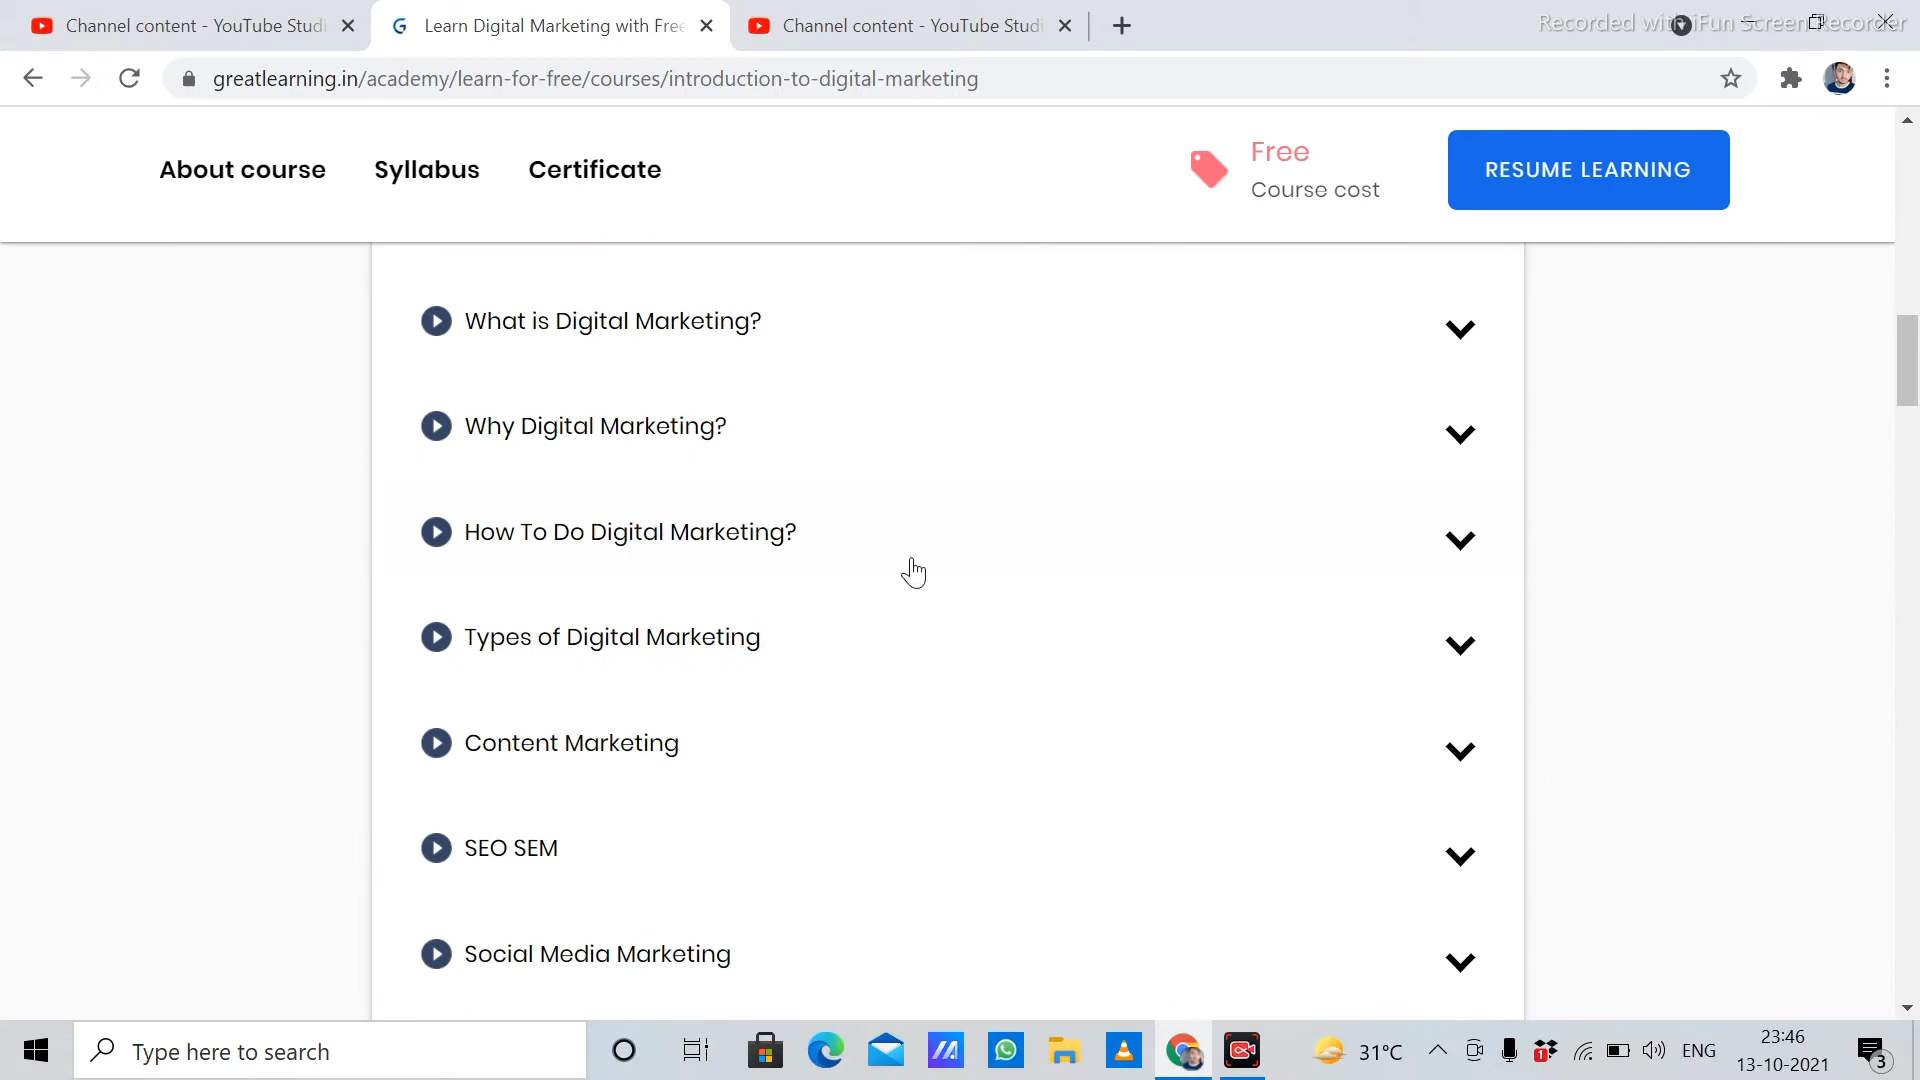 Channel content - YouTube Studi
Learn Digital Marketing with Free
Channel content - YouTube Studi
Recorded with iFun Screen Recorder
greatlearning.in/academy/learn-for-free/courses/introduction-to-digital-marketing
About course
Syllabus
Certificate
Free
Course cost
RESUME LEARNING
What is Digital Marketing?
Why Digital Marketing?
How To Do Digital Marketing?
Types of Digital Marketing
Content Marketing
SEO SEM
Social Media Marketing
Type here to search
1
31°C
ENG
23:46
13-10-2021
3